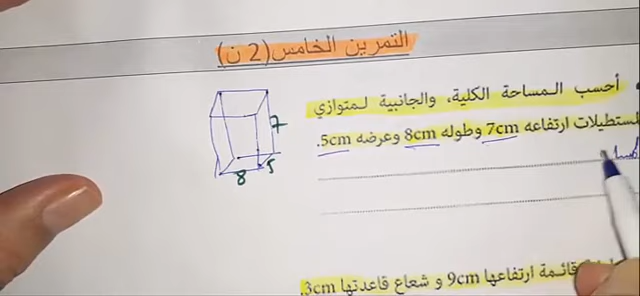 التمرين الخامس(2 ن)
أحسب المساحة الكلية، والجانبية لمتوازي
المستطيلات ارتفاعه 7cm وطوله 8cm وعرضه 5cm.
7
8 5
قائمة ارتفاعها 9cm و شعاع قاعدتها 3cm.